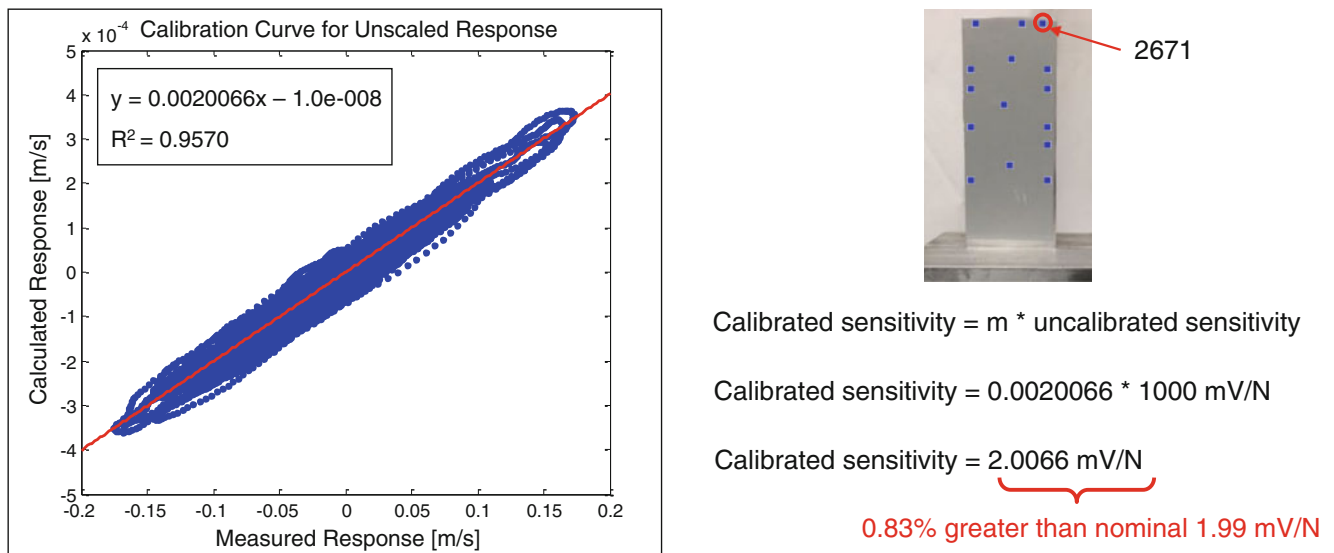 x 10⁻⁴ Calibration Curve for Unscaled Response
y = 0.0020066x – 1.0e-008
R² = 0.9570
Calculated Response [m/s]
5
4
3
2
1
0
-1
-2
-3
-4
-5
-0.2 -0.15 -0.1 -0.05 0 0.05 0.1 0.15 0.2
Measured Response [m/s]
2671
Calibrated sensitivity = m * uncalibrated sensitivity
Calibrated sensitivity = 0.0020066 * 1000 mV/N
Calibrated sensitivity = 2.0066 mV/N
0.83% greater than nominal 1.99 mV/N